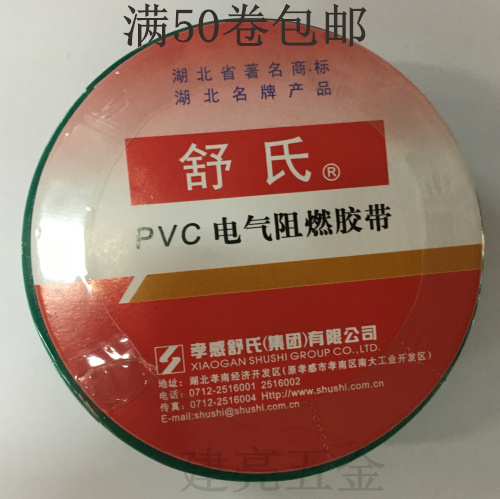 满50卷包邮
湖北省著名商·标
湖北名牌产品
舒氏®
PVC 电气阻燃胶带
孝感舒氏(集团)有限公司
XIAOGAN SHUSHI GROUP CO.,LTD.
地址: 湖北孝南经济开发区(原孝感市孝南区南大工业开发区)
电话: 0712-2516001 2516002
传真: 0712-2516004 Http://www.shushi.com.cn
E-mail:shushi@shushi.com.cn
建亮五金